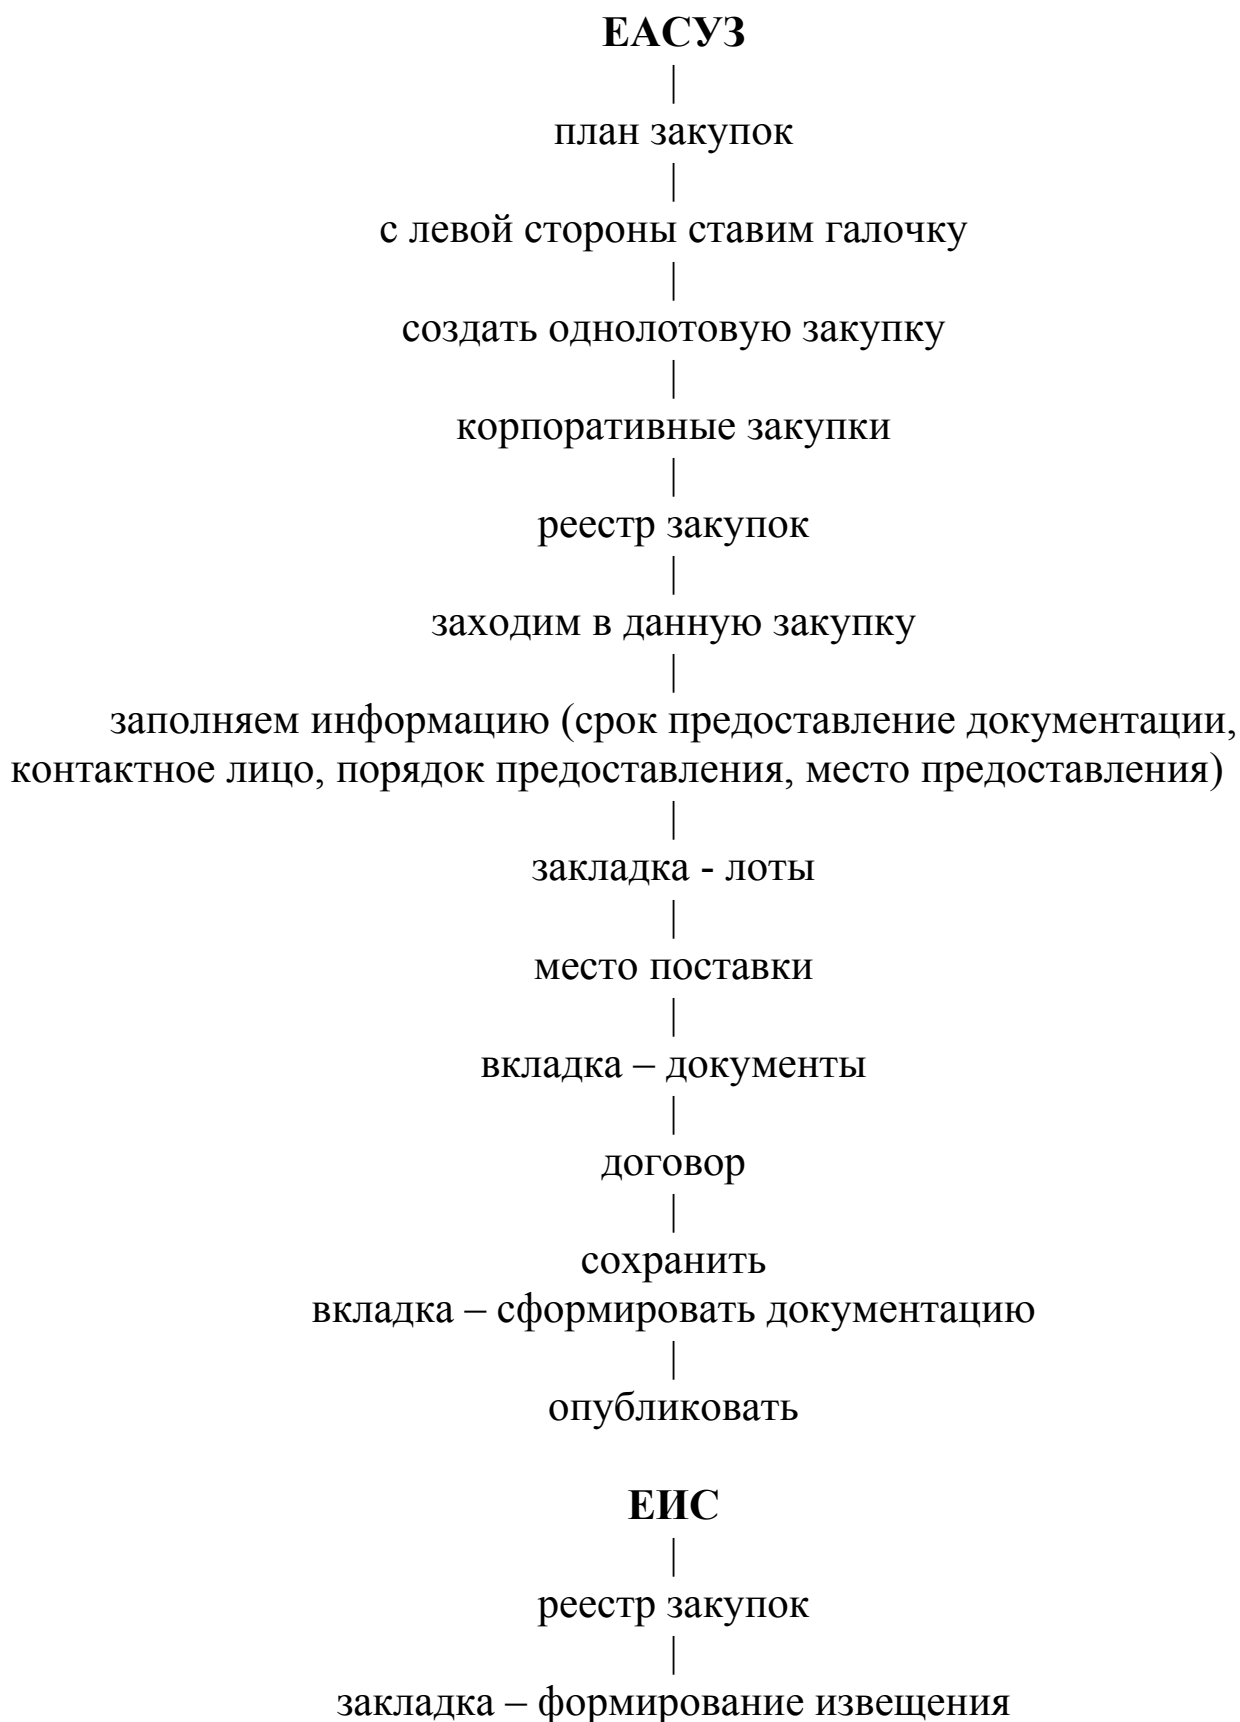 ЕАСУЗ
план закупок
с левой стороны ставим галочку
создать однолотовую закупку
корпоративные закупки
реестр закупок
заходим в данную закупку
заполняем информацию (срок предоставление документации,
контактное лицо, порядок предоставления, место предоставления)
закладка - лоты
место поставки
вкладка – документы
договор
сохранить
вкладка – сформировать документацию
опубликовать
ЕИС
реестр закупок
закладка – формирование извещения